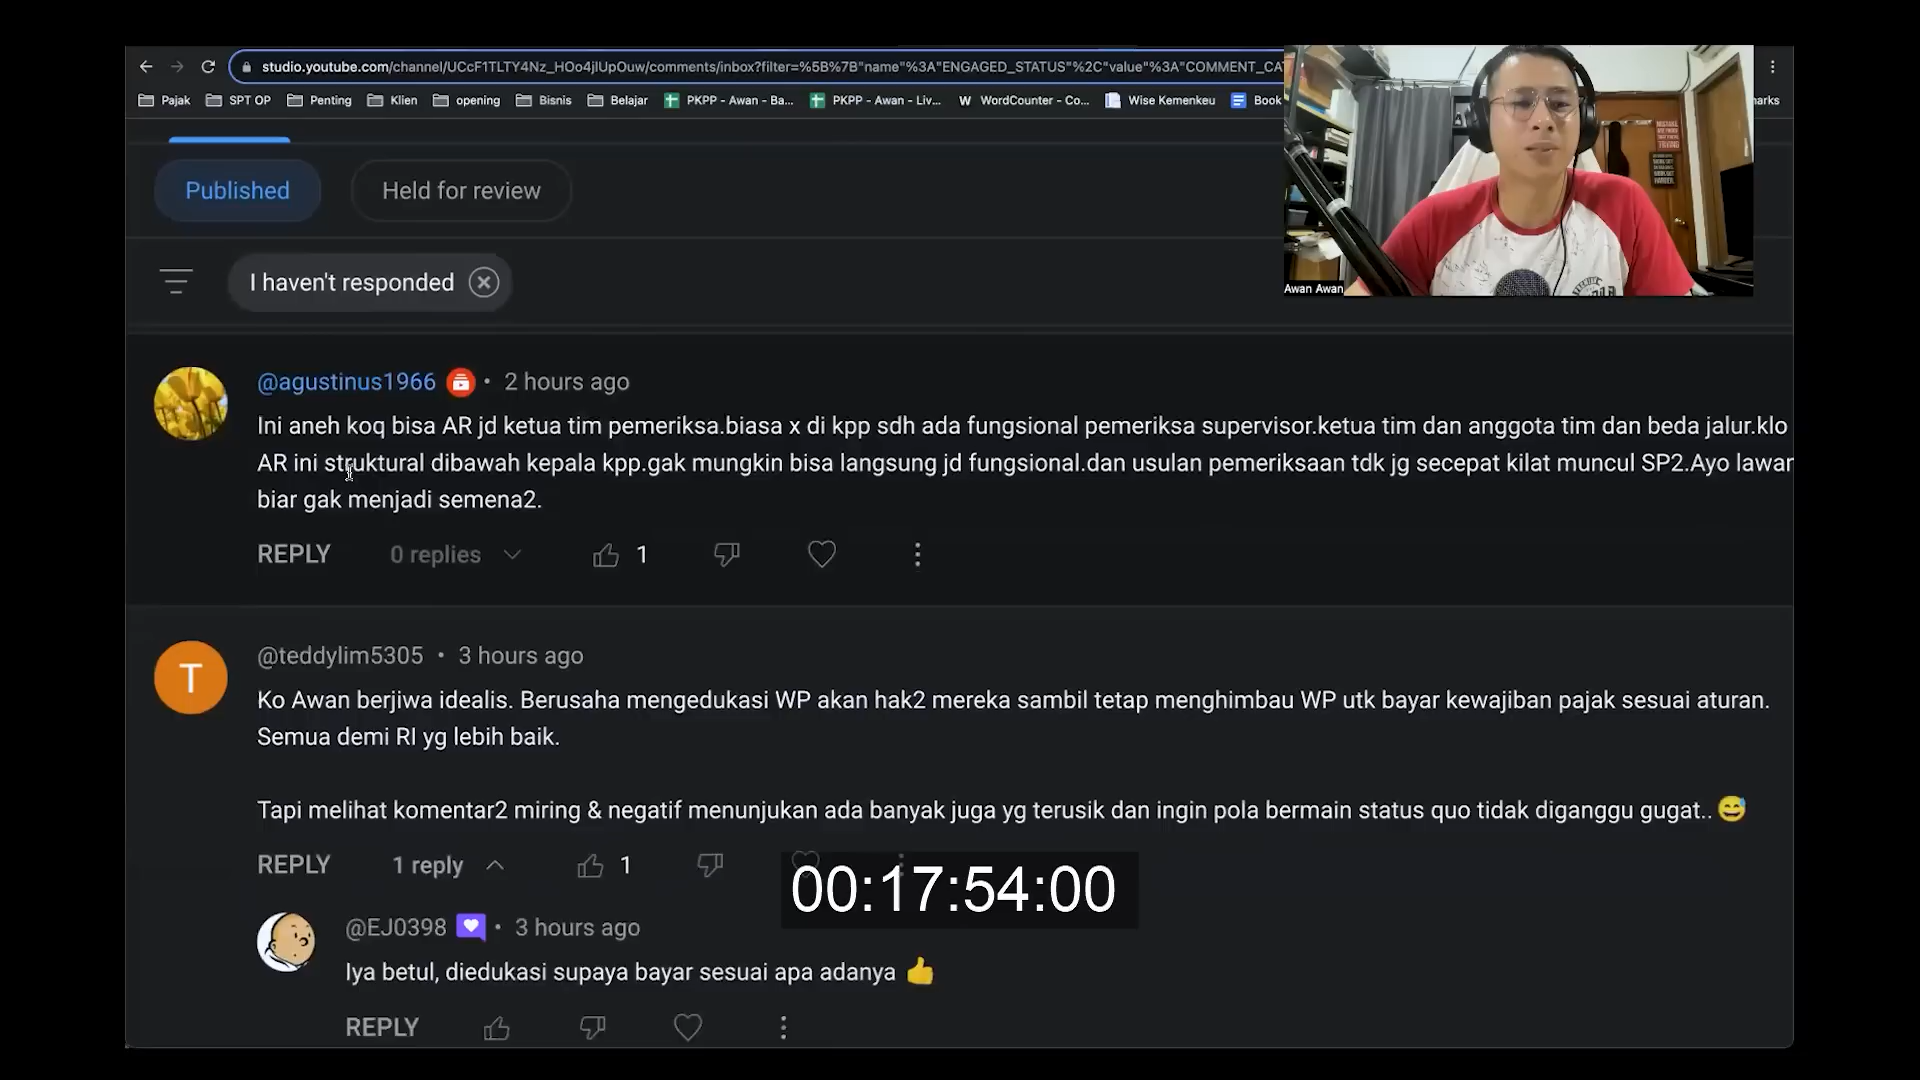 studio.youtube.com/channel/UCcF1TLTY4Nz_HOo4jlUpOuw/comments/inbox?filter=%5B%7B"name"%3A"ENGAGED_STATUS"%2C"value"%3A"COMMENT_CA
Pajak SPT OP Penting Klien opening Bisnis Belajar PKPP - Awan - Ba... PKPP - Awan - Liv... WordCounter - Co... Wise Kemenkeu Book
Awan Awan
Published Held for review
I haven't responded
@agustinus1966 • 2 hours ago
Ini aneh koq bisa AR jd ketua tim pemeriksa.biasa x di kpp sdh ada fungsional pemeriksa supervisor.ketua tim dan anggota tim dan beda jalur.klo
AR ini struktural dibawah kepala kpp.gak mungkin bisa langsung jd fungsional.dan usulan pemeriksaan tdk jg secepat kilat muncul SP2.Ayo lawan
biar gak menjadi semena2.
REPLY 0 replies 1
T
@teddylim5305 • 3 hours ago
Ko Awan berjiwa idealis. Berusaha mengedukasi WP akan hak2 mereka sambil tetap menghimbau WP utk bayar kewajiban pajak sesuai aturan.
Semua demi RI yg lebih baik.
Tapi melihat komentar2 miring & negatif menunjukan ada banyak juga yg terusik dan ingin pola bermain status quo tidak diganggu gugat.. 😅
REPLY 1 reply 1
00:17:54:00
@EJ0398 • 3 hours ago
Iya betul, diedukasi supaya bayar sesuai apa adanya 👍
REPLY